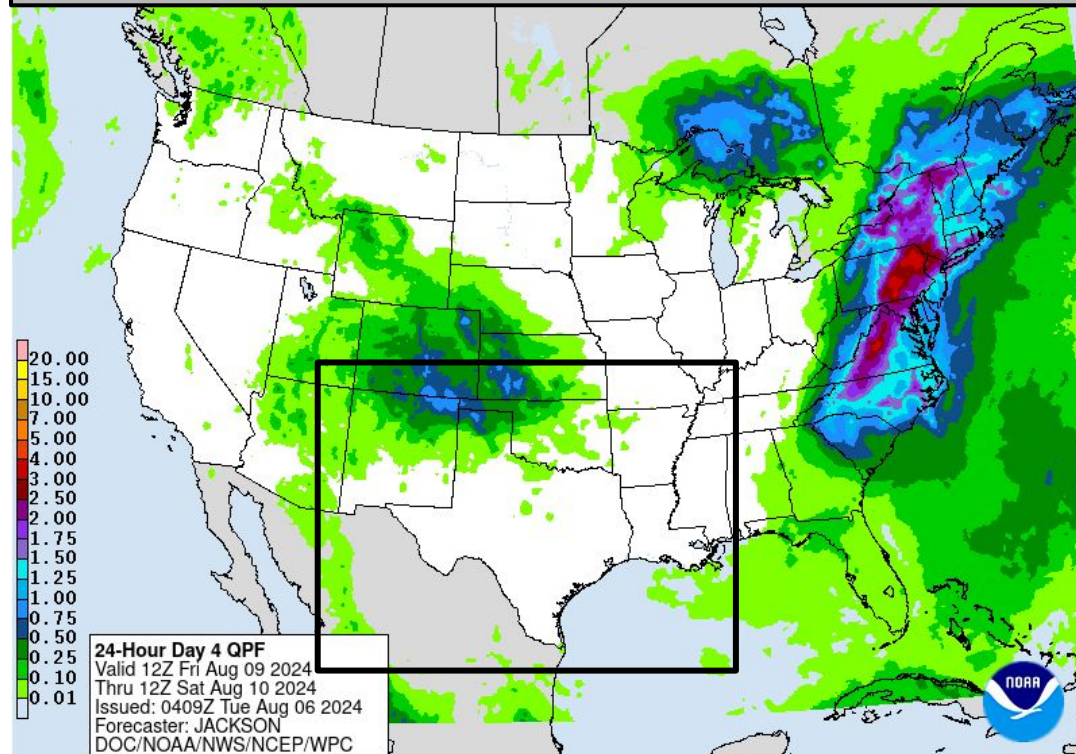 20.00
15.00
10.00
7.00
5.00
4.00
3.00
2.50
2.00
1.75
1.50
1.25
1.00
0.75
0.50
0.25
0.10
0.01
24-Hour Day 4 QPF
Valid 12Z Fri Aug 09 2024
Thru 12Z Sat Aug 10 2024
Issued: 0409Z Tue Aug 06 2024
Forecaster: JACKSON
DOC/NOAA/NWS/NCEP/WPC
NOAA